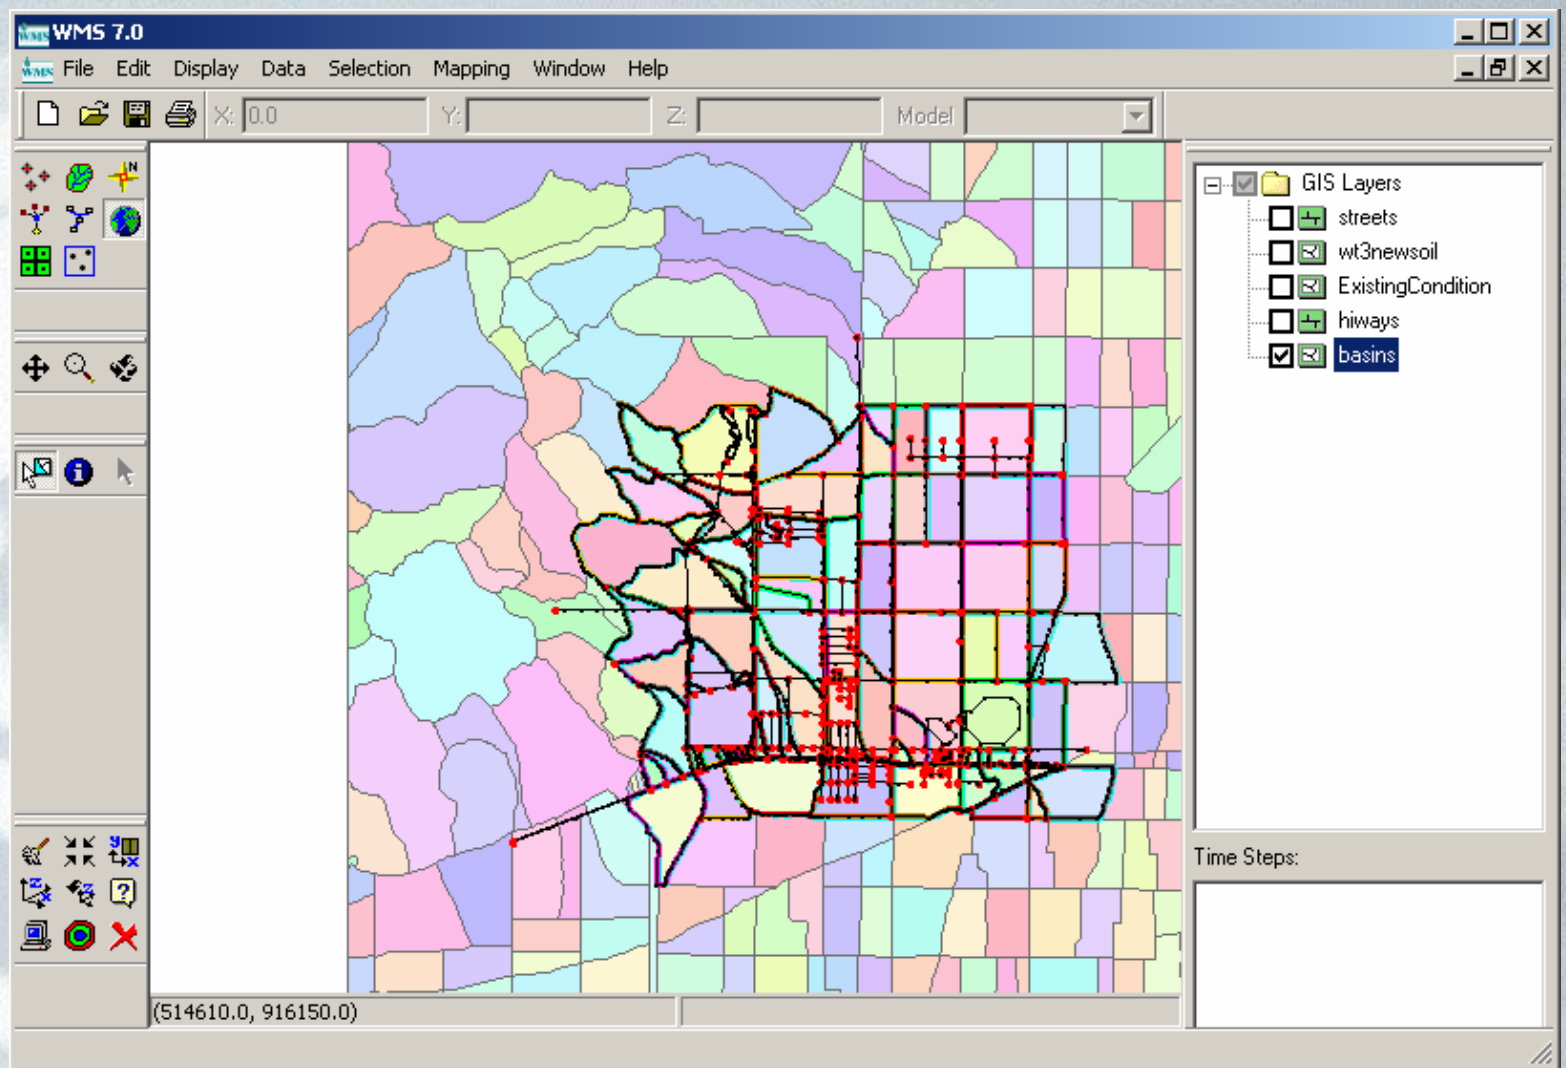 WMS 7.0
File Edit Display Data Selection Mapping Window Help
X: 0.0 Y: Z: Model
GIS Layers
streets
wt3newsoil
ExistingCondition
hiways
basins
Time Steps:
(514610.0, 916150.0)